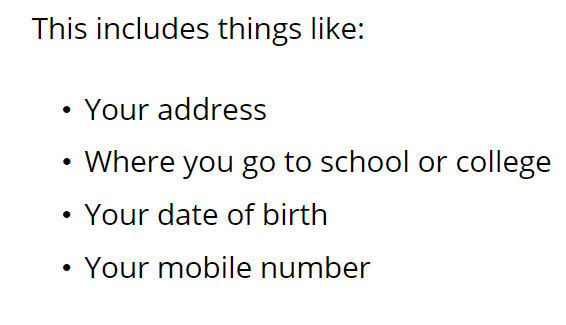 This includes things like:
• Your address
• Where you go to school or college
• Your date of birth
• Your mobile number